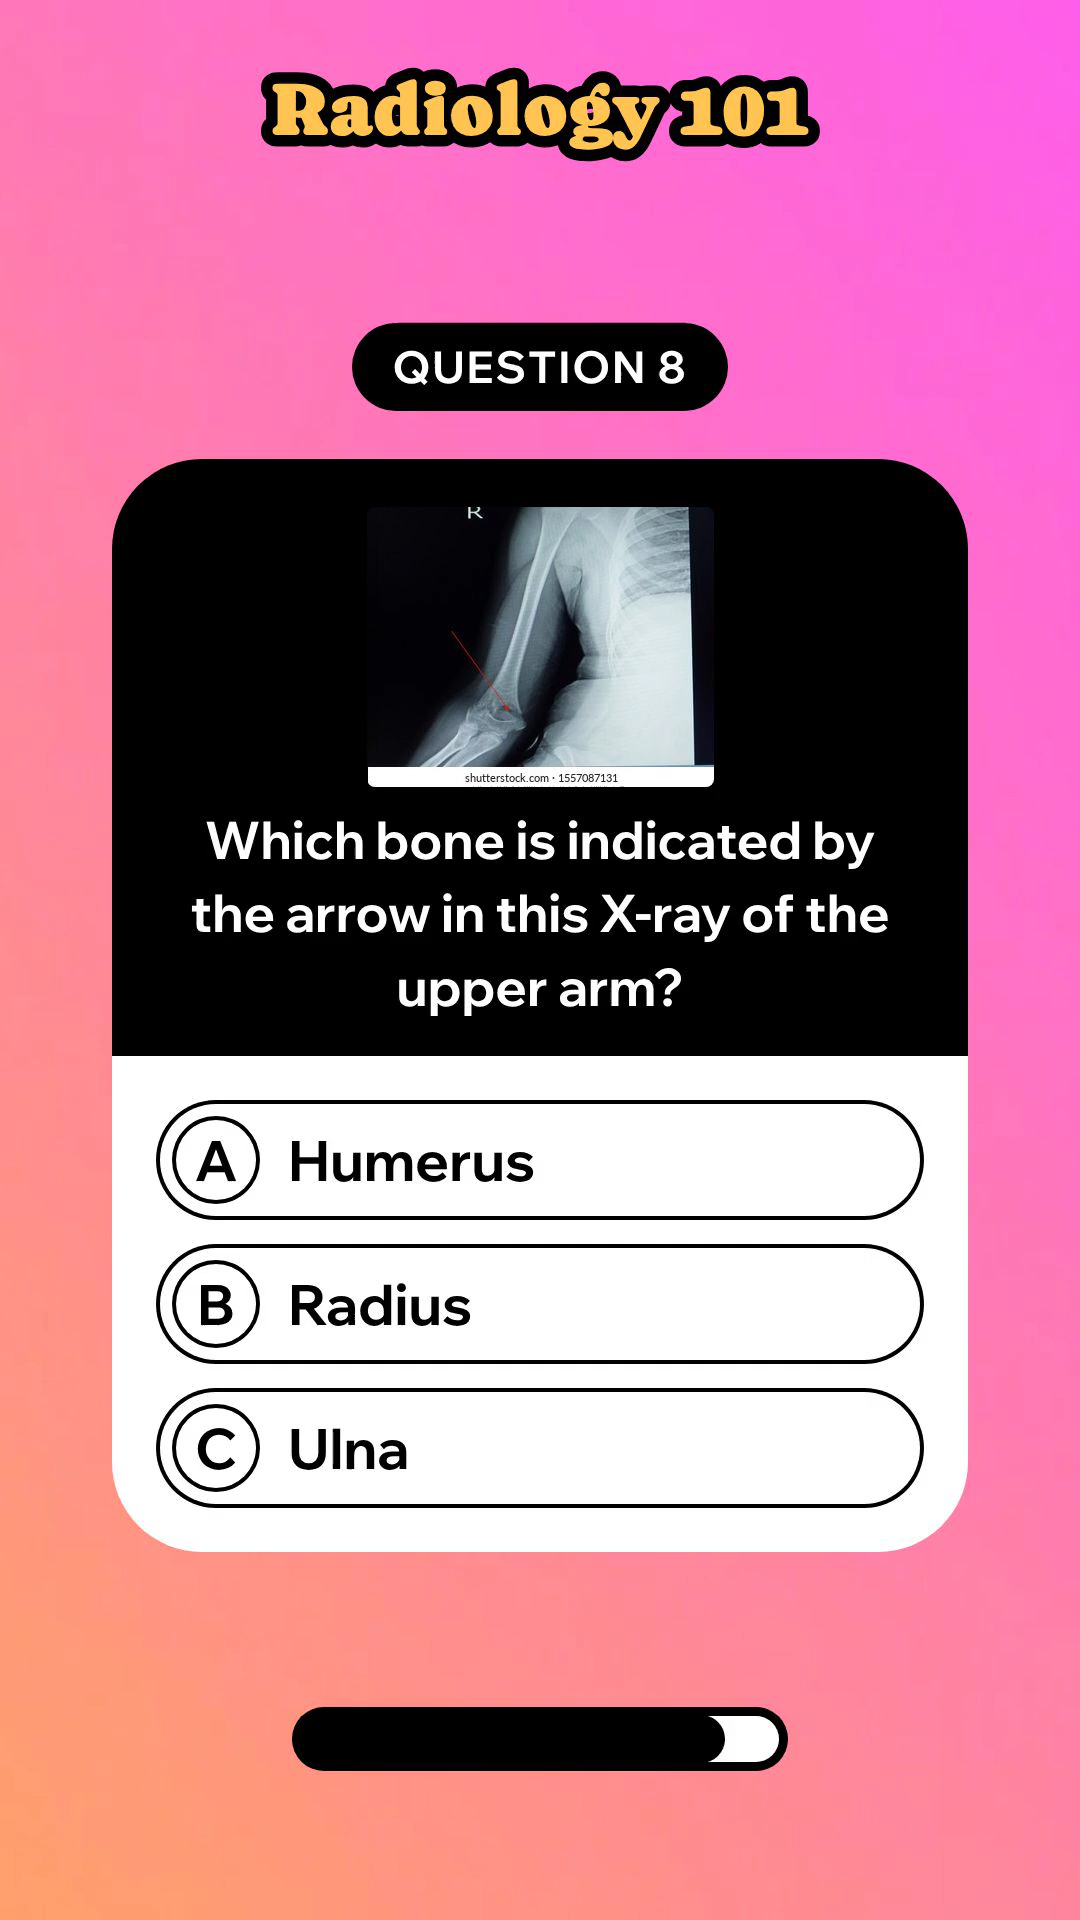 Radiology 101
QUESTION 8
R
shutterstock.com · 1557087131
Which bone is indicated by
the arrow in this X-ray of the
upper arm?
A Humerus
B Radius
C Ulna